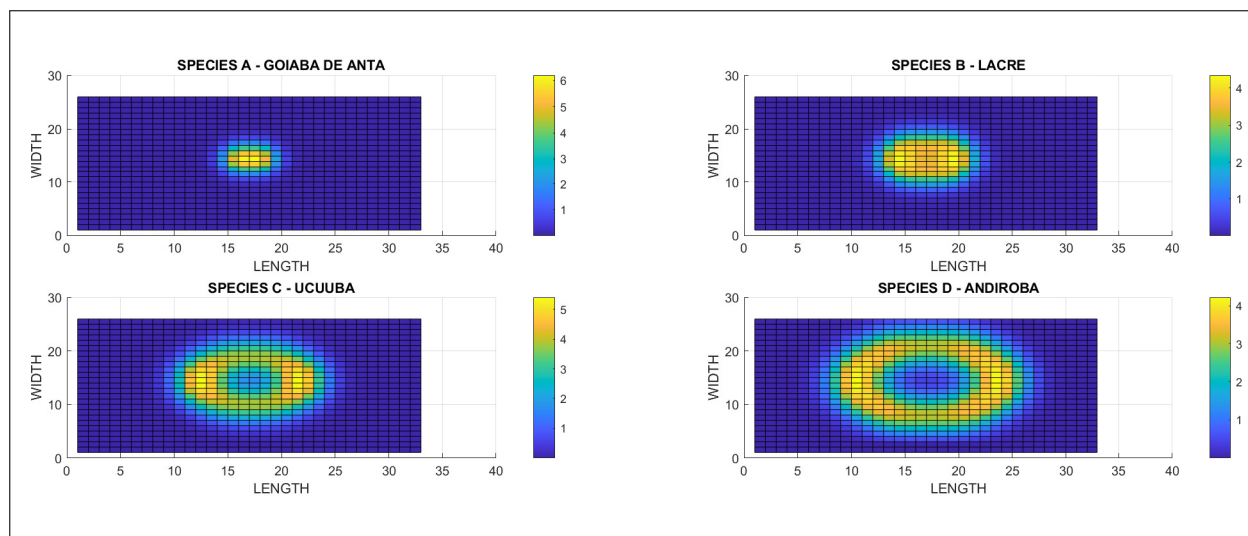 SPECIES A - GOIABA DE ANTA
30
20
10
0
WIDTH
0 5 10 15 20 25 30 35 40
LENGTH
6
5
4
3
2
1
SPECIES B - LACRE
30
20
10
0
WIDTH
0 5 10 15 20 25 30 35 40
LENGTH
4
3
2
1
SPECIES C - UCUUBA
30
20
10
0
WIDTH
0 5 10 15 20 25 30 35 40
LENGTH
5
4
3
2
1
SPECIES D - ANDIROBA
30
20
10
0
WIDTH
0 5 10 15 20 25 30 35 40
LENGTH
4
3
2
1